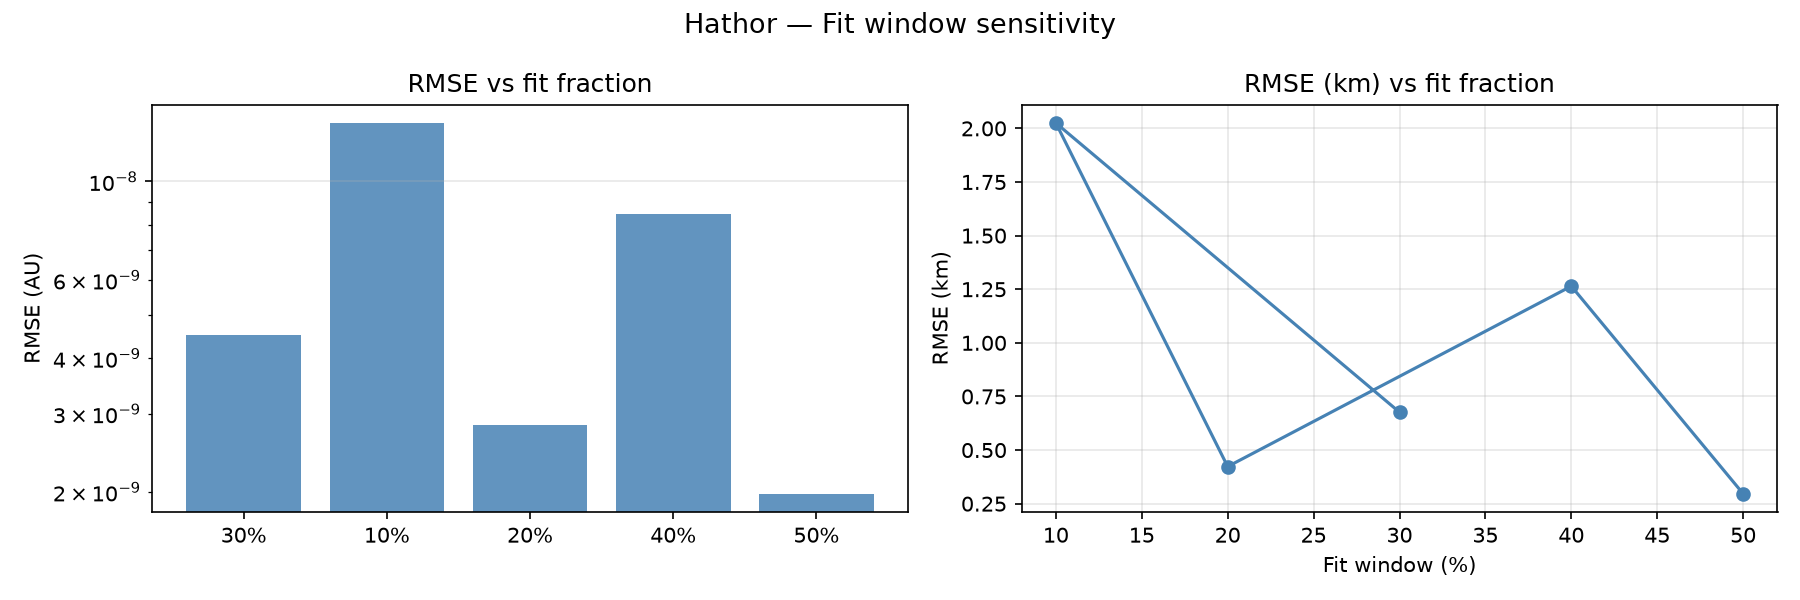 Hathor — Fit window sensitivity
RMSE vs fit fraction
RMSE (AU)
10⁻⁸
6 × 10⁻⁹
4 × 10⁻⁹
3 × 10⁻⁹
2 × 10⁻⁹
30% 10% 20% 40% 50%
RMSE (km) vs fit fraction
RMSE (km)
2.00
1.75
1.50
1.25
1.00
0.75
0.50
0.25
10 15 20 25 30 35 40 45 50
Fit window (%)